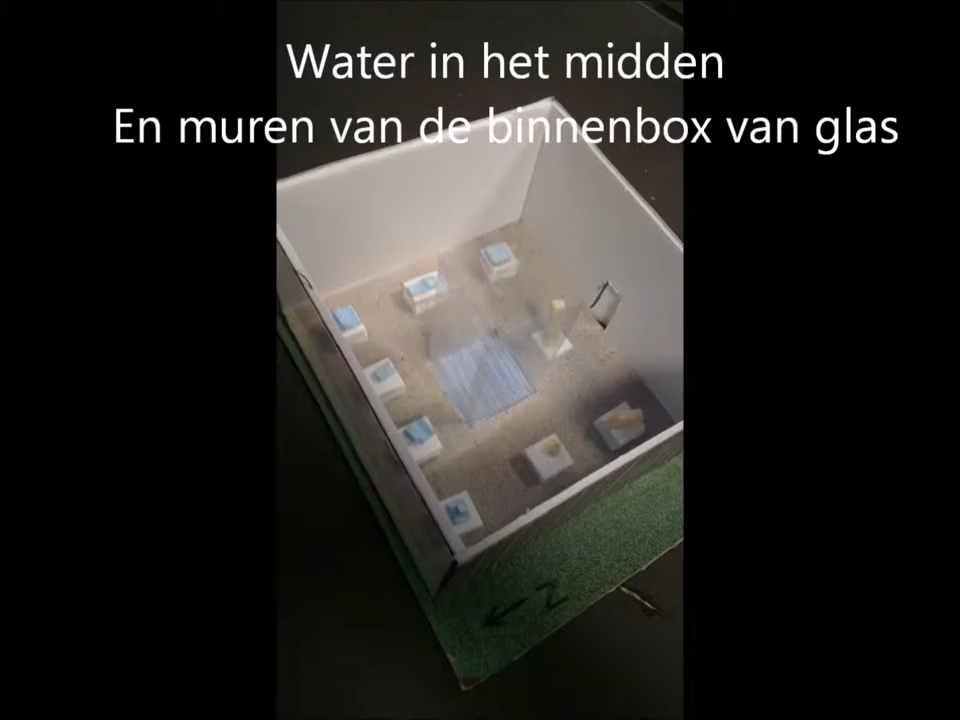 Water in het midden
En muren van de binnenbox van glas
← Z